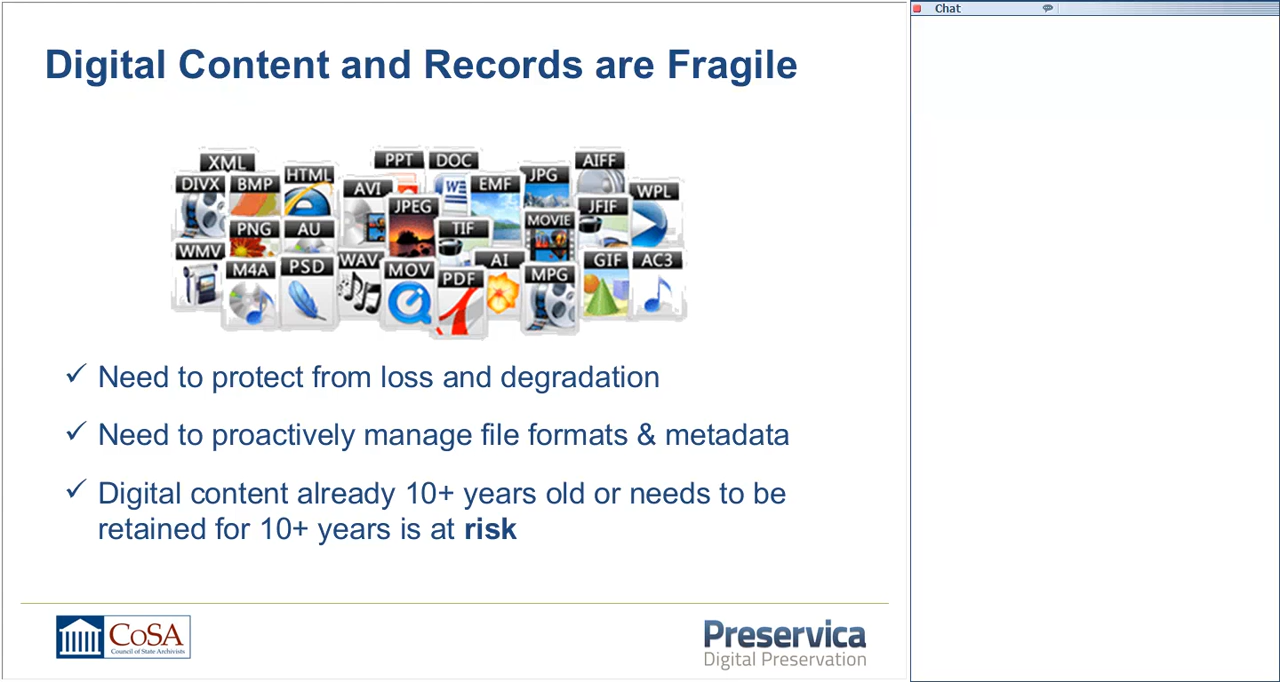 Chat
Digital Content and Records are Fragile
XML PPT DOC AIFF
DIVX BMP HTML AVI EMF JPG WPL
JPEG JFIF
PNG AU TIF MOVIE
WMV M4A PSD WAV MOV PDF AI MPG GIF AC3
✓ Need to protect from loss and degradation
✓ Need to proactively manage file formats & metadata
✓ Digital content already 10+ years old or needs to be
retained for 10+ years is at risk
CoSA
Council of State Archivists
Preservica
Digital Preservation